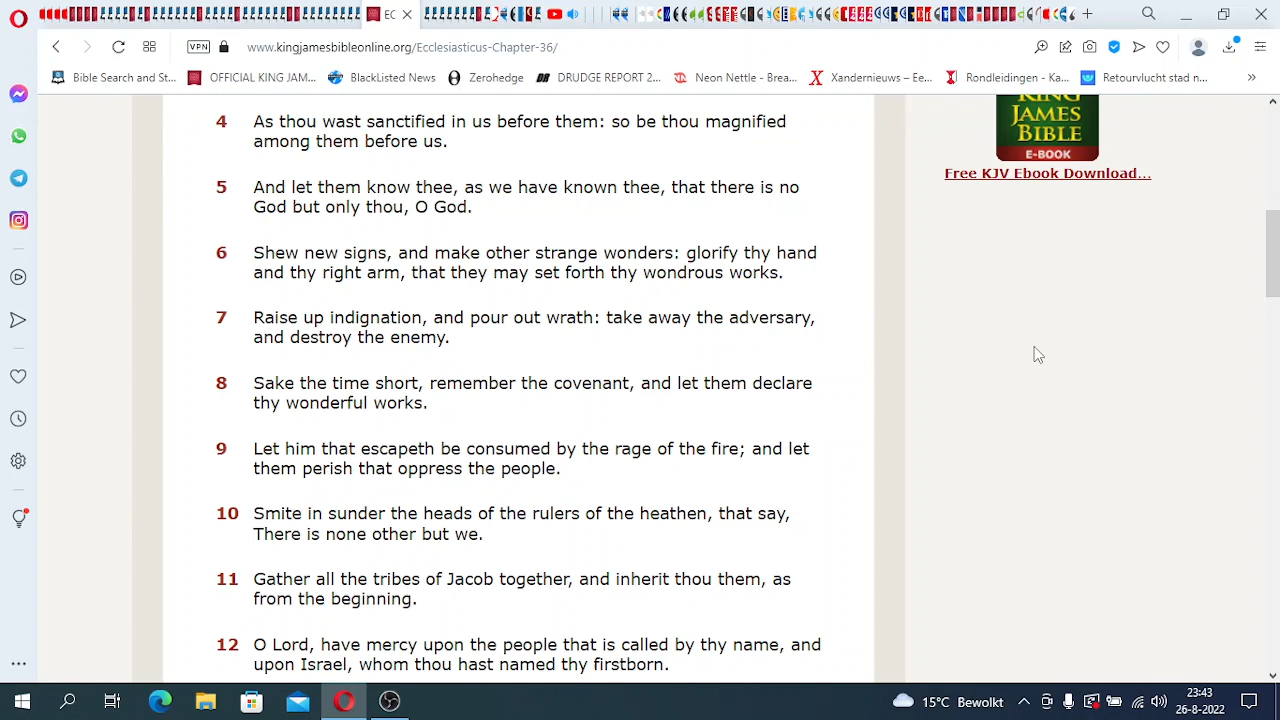 EC
VPN
www.kingjamesbibleonline.org/Ecclesiasticus-Chapter-36/
Bible Search and St...
OFFICIAL KING JAM...
BlackListed News
Zerohedge
DRUDGE REPORT 2...
Neon Nettle - Brea...
Xandernieuws – Ee...
Rondleidingen - Ka...
Retourvlucht stad n...
»
4 As thou wast sanctified in us before them: so be thou magnified
among them before us.
5 And let them know thee, as we have known thee, that there is no
God but only thou, O God.
6 Shew new signs, and make other strange wonders: glorify thy hand
and thy right arm, that they may set forth thy wondrous works.
7 Raise up indignation, and pour out wrath: take away the adversary,
and destroy the enemy.
8 Sake the time short, remember the covenant, and let them declare
thy wonderful works.
9 Let him that escapeth be consumed by the rage of the fire; and let
them perish that oppress the people.
10 Smite in sunder the heads of the rulers of the heathen, that say,
There is none other but we.
11 Gather all the tribes of Jacob together, and inherit thou them, as
from the beginning.
12 O Lord, have mercy upon the people that is called by thy name, and
upon Israel, whom thou hast named thy firstborn.
KING
JAMES
BIBLE
E-BOOK
Free KJV Ebook Download...
15°C Bewolkt
23:43
26-8-2022